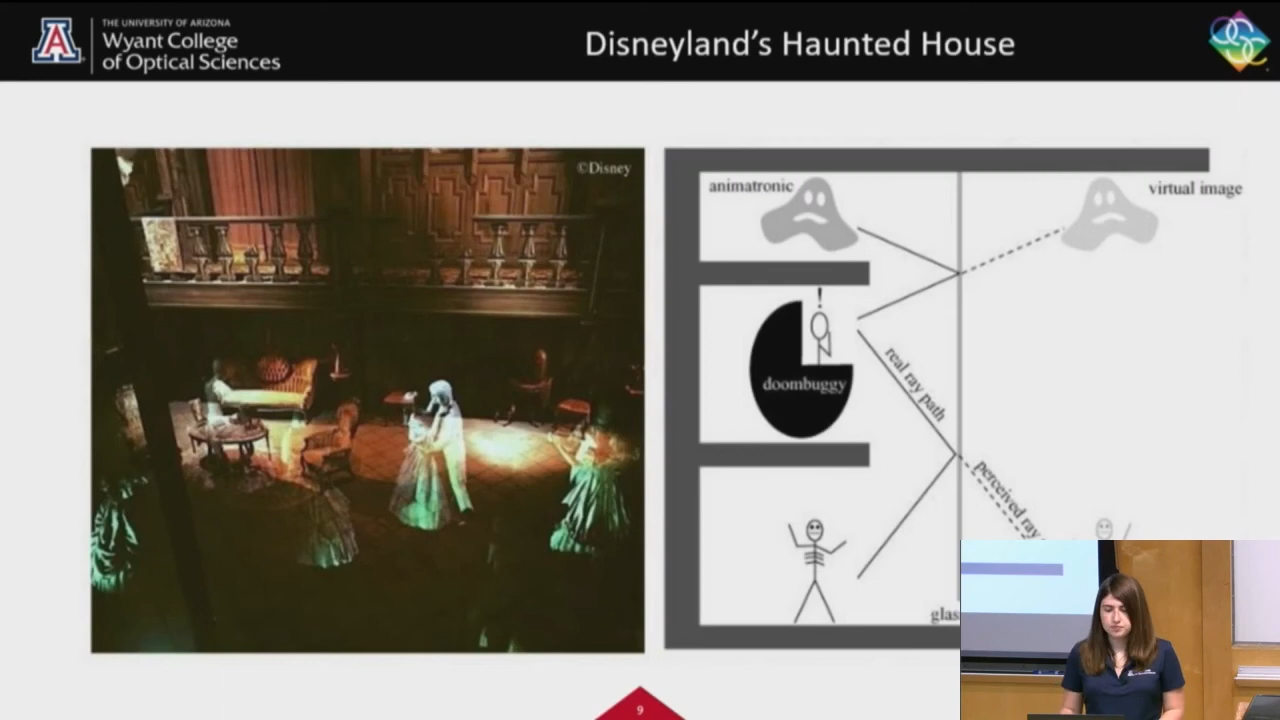 THE UNIVERSITY OF ARIZONA
Wyant College
of Optical Sciences
Disneyland's Haunted House
©Disney
animatronic
virtual image
!
doombuggy
real ray path
perceived ray
9